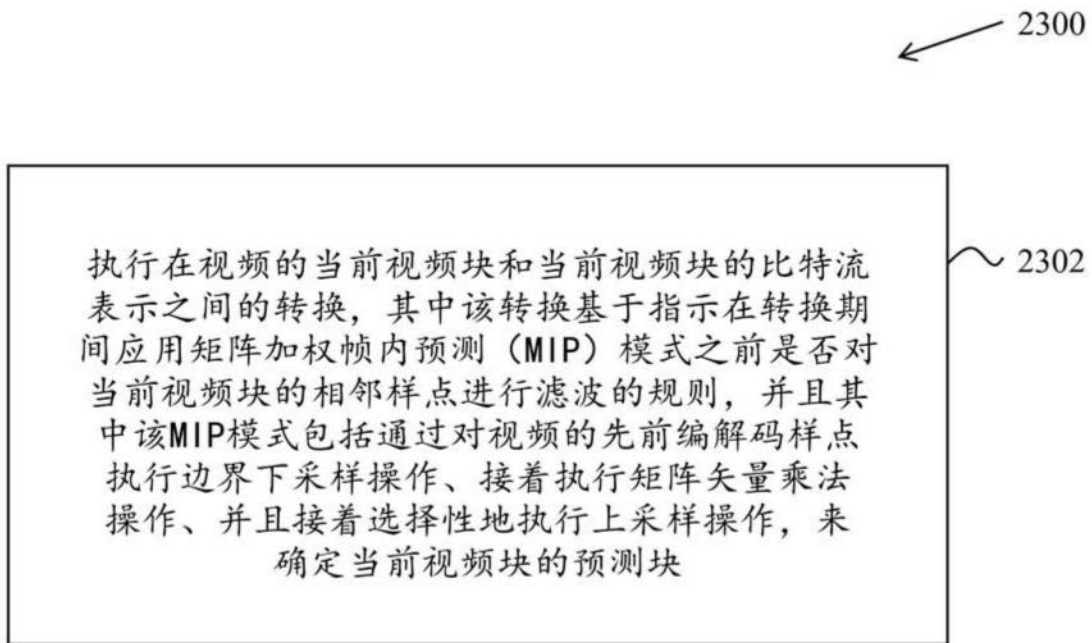 2300
执行在视频的当前视频块和当前视频块的比特流
2302
表示之间的转换，其中该转换基于指示在转换期
间应用矩阵加权帧内预测（MIP）模式之前是否对
当前视频块的相邻样点进行滤波的规则，并且其
中该MIP模式包括通过对视频的先前编解码样点
执行边界下采样操作、接着执行矩阵矢量乘法
操作、并且接着选择性地执行上采样操作，来
确定当前视频块的预测块